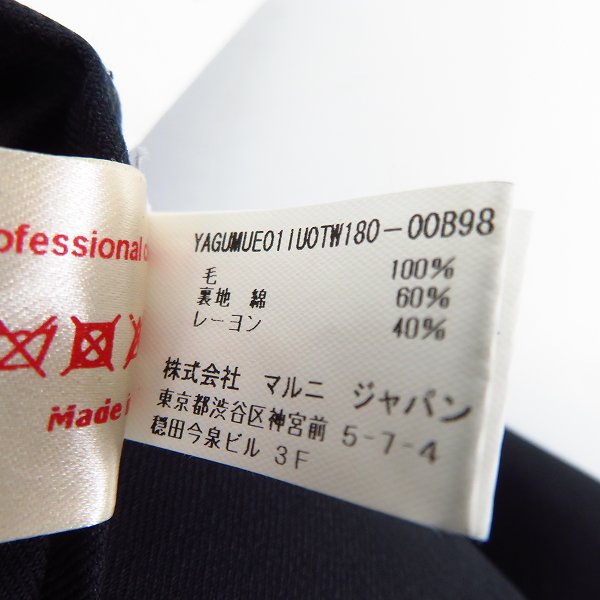 professional
Made
YAGUMUE01IU0TW180-00B98
毛 100%
裏地 綿 60%
レーヨン 40%
株式会社 マルニ ジャパン
東京都渋谷区神宮前 5-7-4
穏田今泉ビル 3F